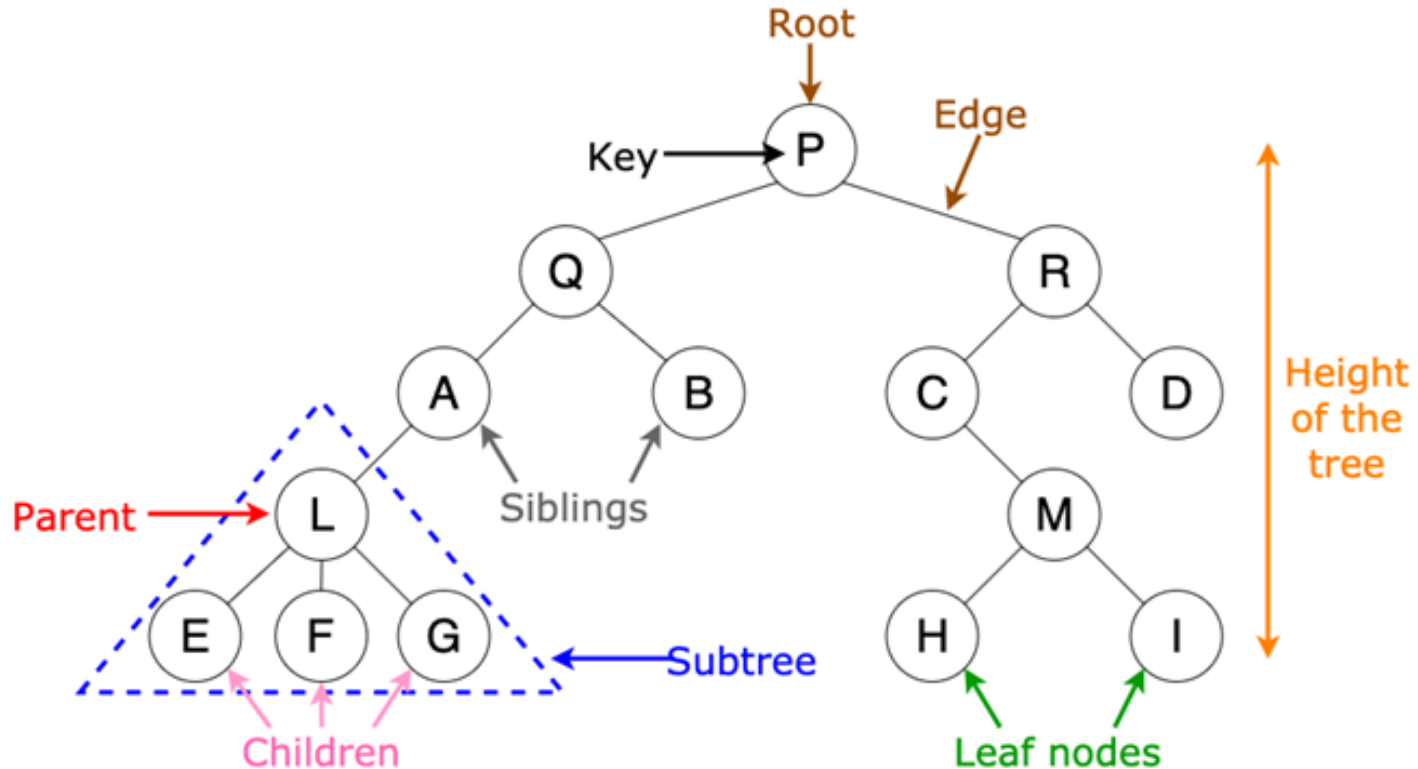 Root
Edge
Key
P
Q
R
A
B
C
D
Height
of the
tree
Siblings
Parent
L
M
E
F
G
H
I
Subtree
Children
Leaf nodes